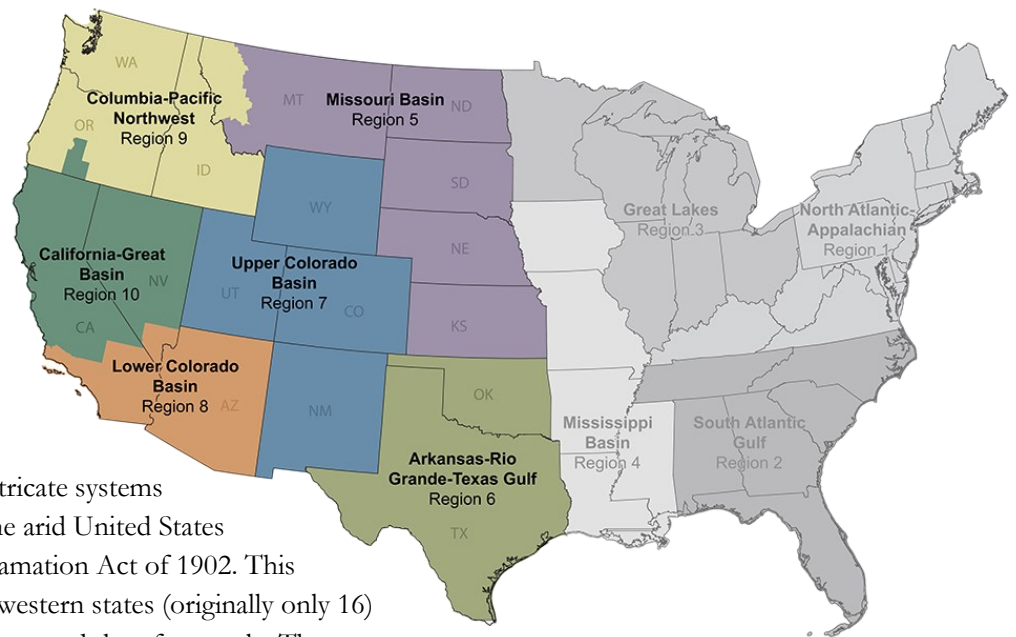 WA
Columbia-Pacific
Northwest
Region 9
OR
ID
MT
Missouri Basin
Region 5
ND
SD
NE
KS
WY
Upper Colorado
Basin
Region 7
UT
CO
NM
California-Great
Basin
Region 10
NV
CA
Lower Colorado
Basin
Region 8
AZ
OK
Arkansas-Rio
Grande-Texas Gulf
Region 6
TX
Great Lakes
Region 3
North Atlantic-
Appalachian
Region 1
Mississippi
Basin
Region 4
South Atlantic
Gulf
Region 2
tricate systems
ne arid United States
amation Act of 1902. This
western states (originally only 16)